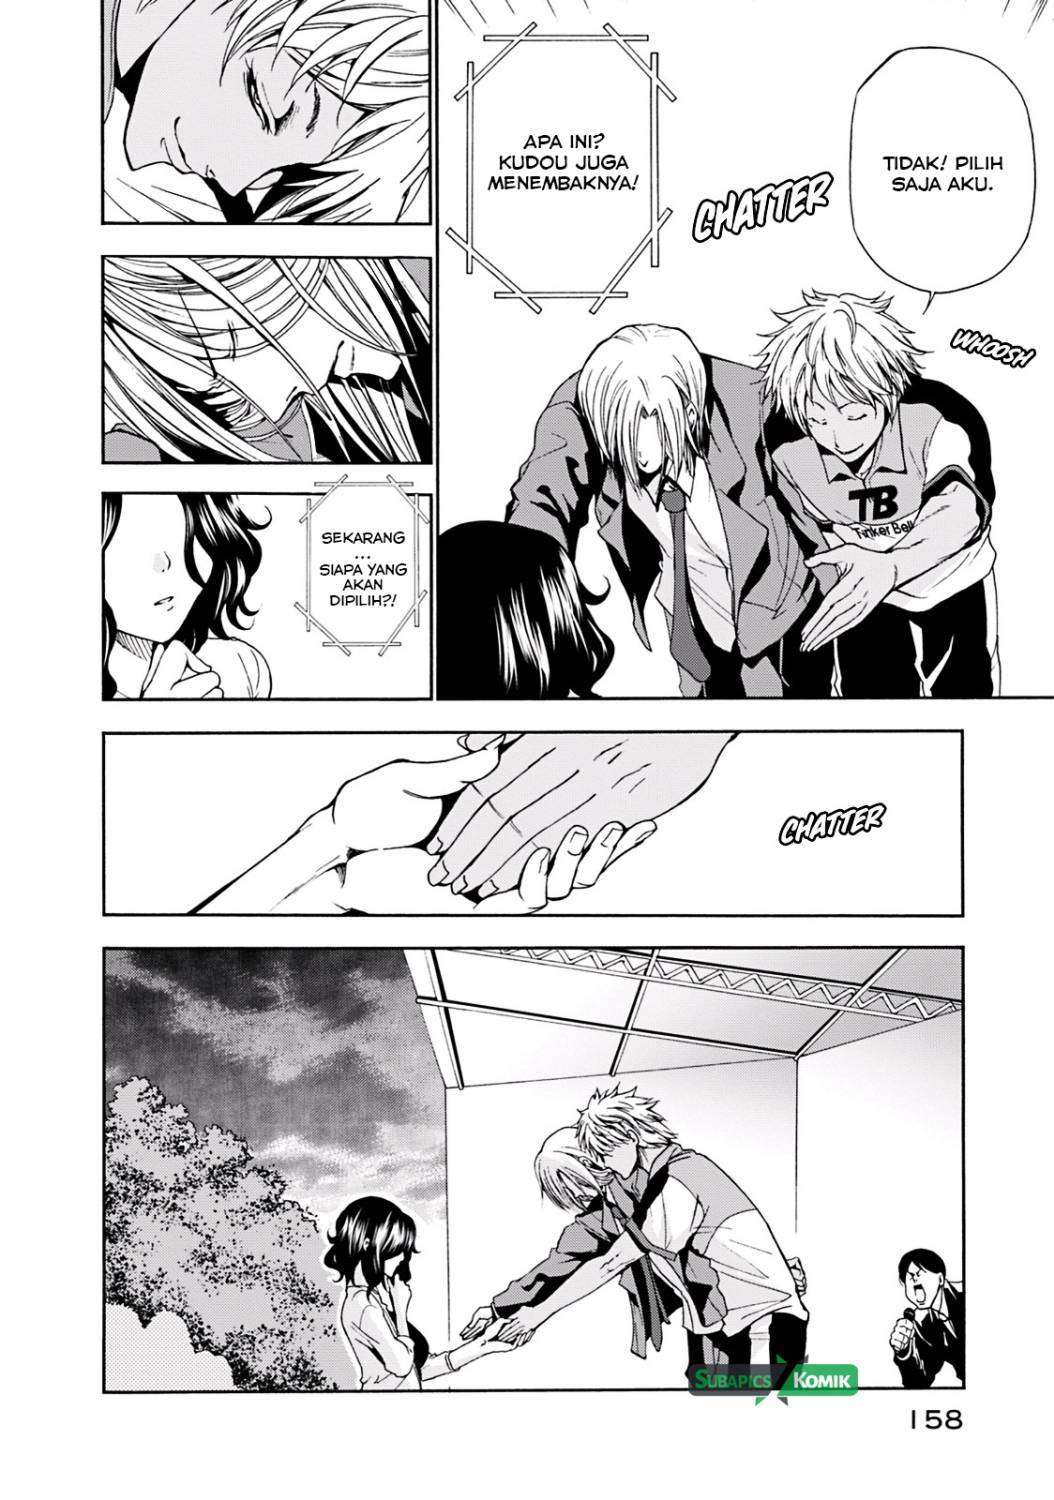 TIDAK! PILIH
SAJA AKU.
WHOOSH
CHATTER
APA INI?
KUDOU JUGA
MENEMBAKNYA!
TB
Tinker Bell
SEKARANG
...
SIAPA YANG
AKAN
DIPILIH?!
CHATTER
SUBAPICS KOMIK
158